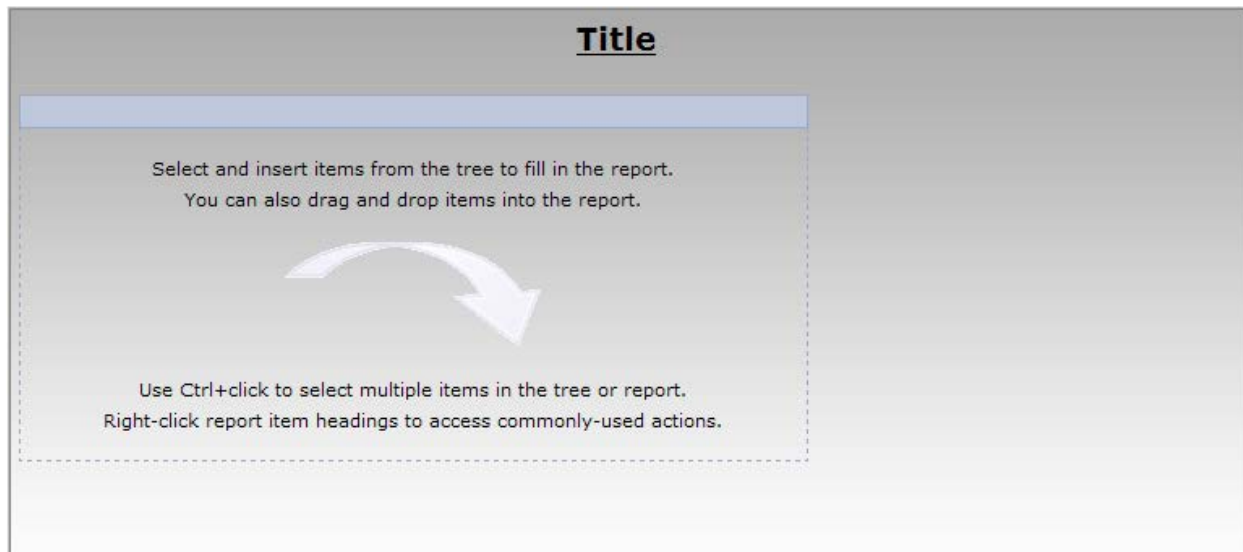 Title
Select and insert items from the tree to fill in the report.
You can also drag and drop items into the report.
Use Ctrl+click to select multiple items in the tree or report.
Right-click report item headings to access commonly-used actions.